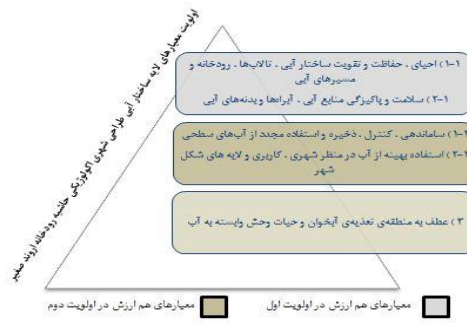 اولویت معیارهای لایه ساختار آبی طراحی شهری اکولوژیکی حاشیه رودخانه اروند صغیر
۱-۱) احیای ، حفاظت و تقویت ساختار آبی ، تالاب‌ها ، رودخانه و
مسیرهای آبی
۲-۱) سلامت و پاکیزگی منابع آبی ، آبراه‌ها و بدنه‌های آبی
۱-۲) ساماندهی ، کنترل ، ذخیره و استفاده مجدد از آب‌های سطحی
۲-۲) استفاده بهینه از آب در منظر شهری ، کاربری و لایه های شکل
شهر
۳) عطف به منطقه‌ی تغذیه‌ی آبخوان و حیات وحش وابسته به آب
معیارهای هم ارزش در اولویت اول
معیارهای هم ارزش در اولویت دوم